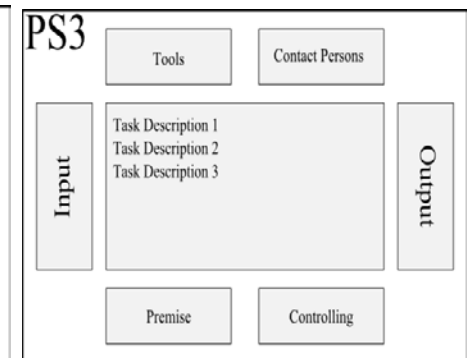 PS3
Tools
Contact Persons
Input
Task Description 1
Task Description 2
Task Description 3
Output
Premise
Controlling